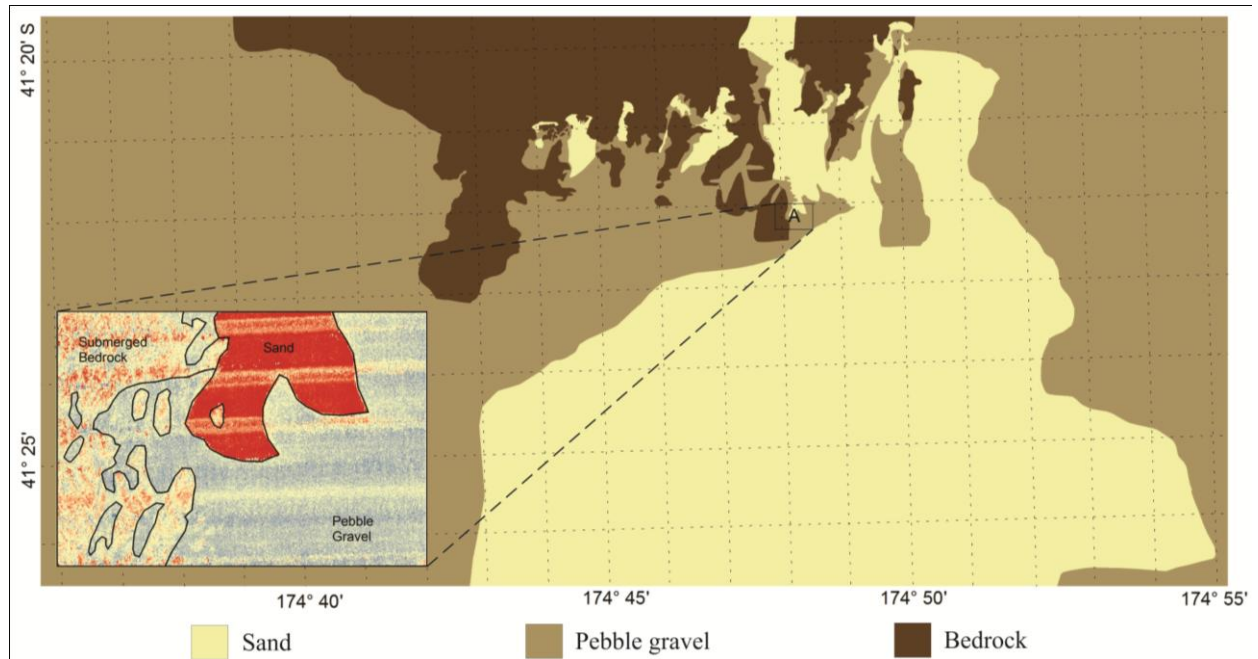 41° 20' S
A
Submerged
Bedrock
Sand
41° 25'
Pebble
Gravel
174° 40'
174° 45'
174° 50'
174° 55'
Sand
Pebble gravel
Bedrock